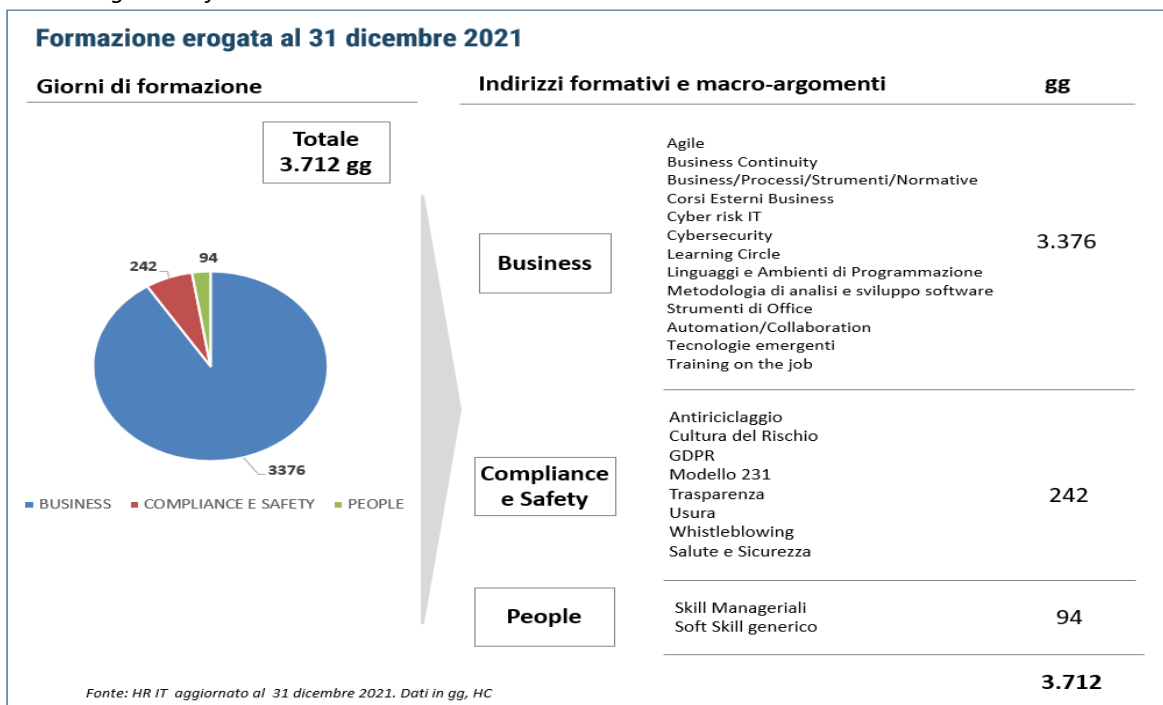 Formazione erogata al 31 dicembre 2021
Giorni di formazione
Totale
3.712 gg
242
94
3376
BUSINESS COMPLIANCE E SAFETY PEOPLE
Indirizzi formativi e macro-argomenti gg
Business
Agile
Business Continuity
Business/Processi/Strumenti/Normative
Corsi Esterni Business
Cyber risk IT
Cybersecurity
Learning Circle
Linguaggi e Ambienti di Programmazione
Metodologia di analisi e sviluppo software
Strumenti di Office
Automation/Collaboration
Tecnologie emergenti
Training on the job
3.376
Compliance
e Safety
Antiriciclaggio
Cultura del Rischio
GDPR
Modello 231
Trasparenza
Usura
Whistleblowing
Salute e Sicurezza
242
People
Skill Manageriali
Soft Skill generico
94
3.712
Fonte: HR IT aggiornato al 31 dicembre 2021. Dati in gg, HC